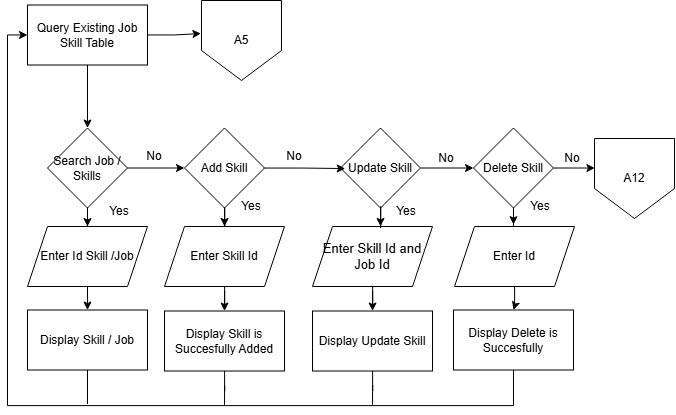 Query Existing Job
Skill Table
A5
Search Job /
Skills
No
Add Skill
No
Update Skill
No
Delete Skill
No
A12
Yes
Yes
Yes
Yes
Enter Id Skill /Job
Enter Skill Id
Enter Skill Id and
Job Id
Enter Id
Display Skill / Job
Display Skill is
Succesfully Added
Display Update Skill
Display Delete is
Succesfully